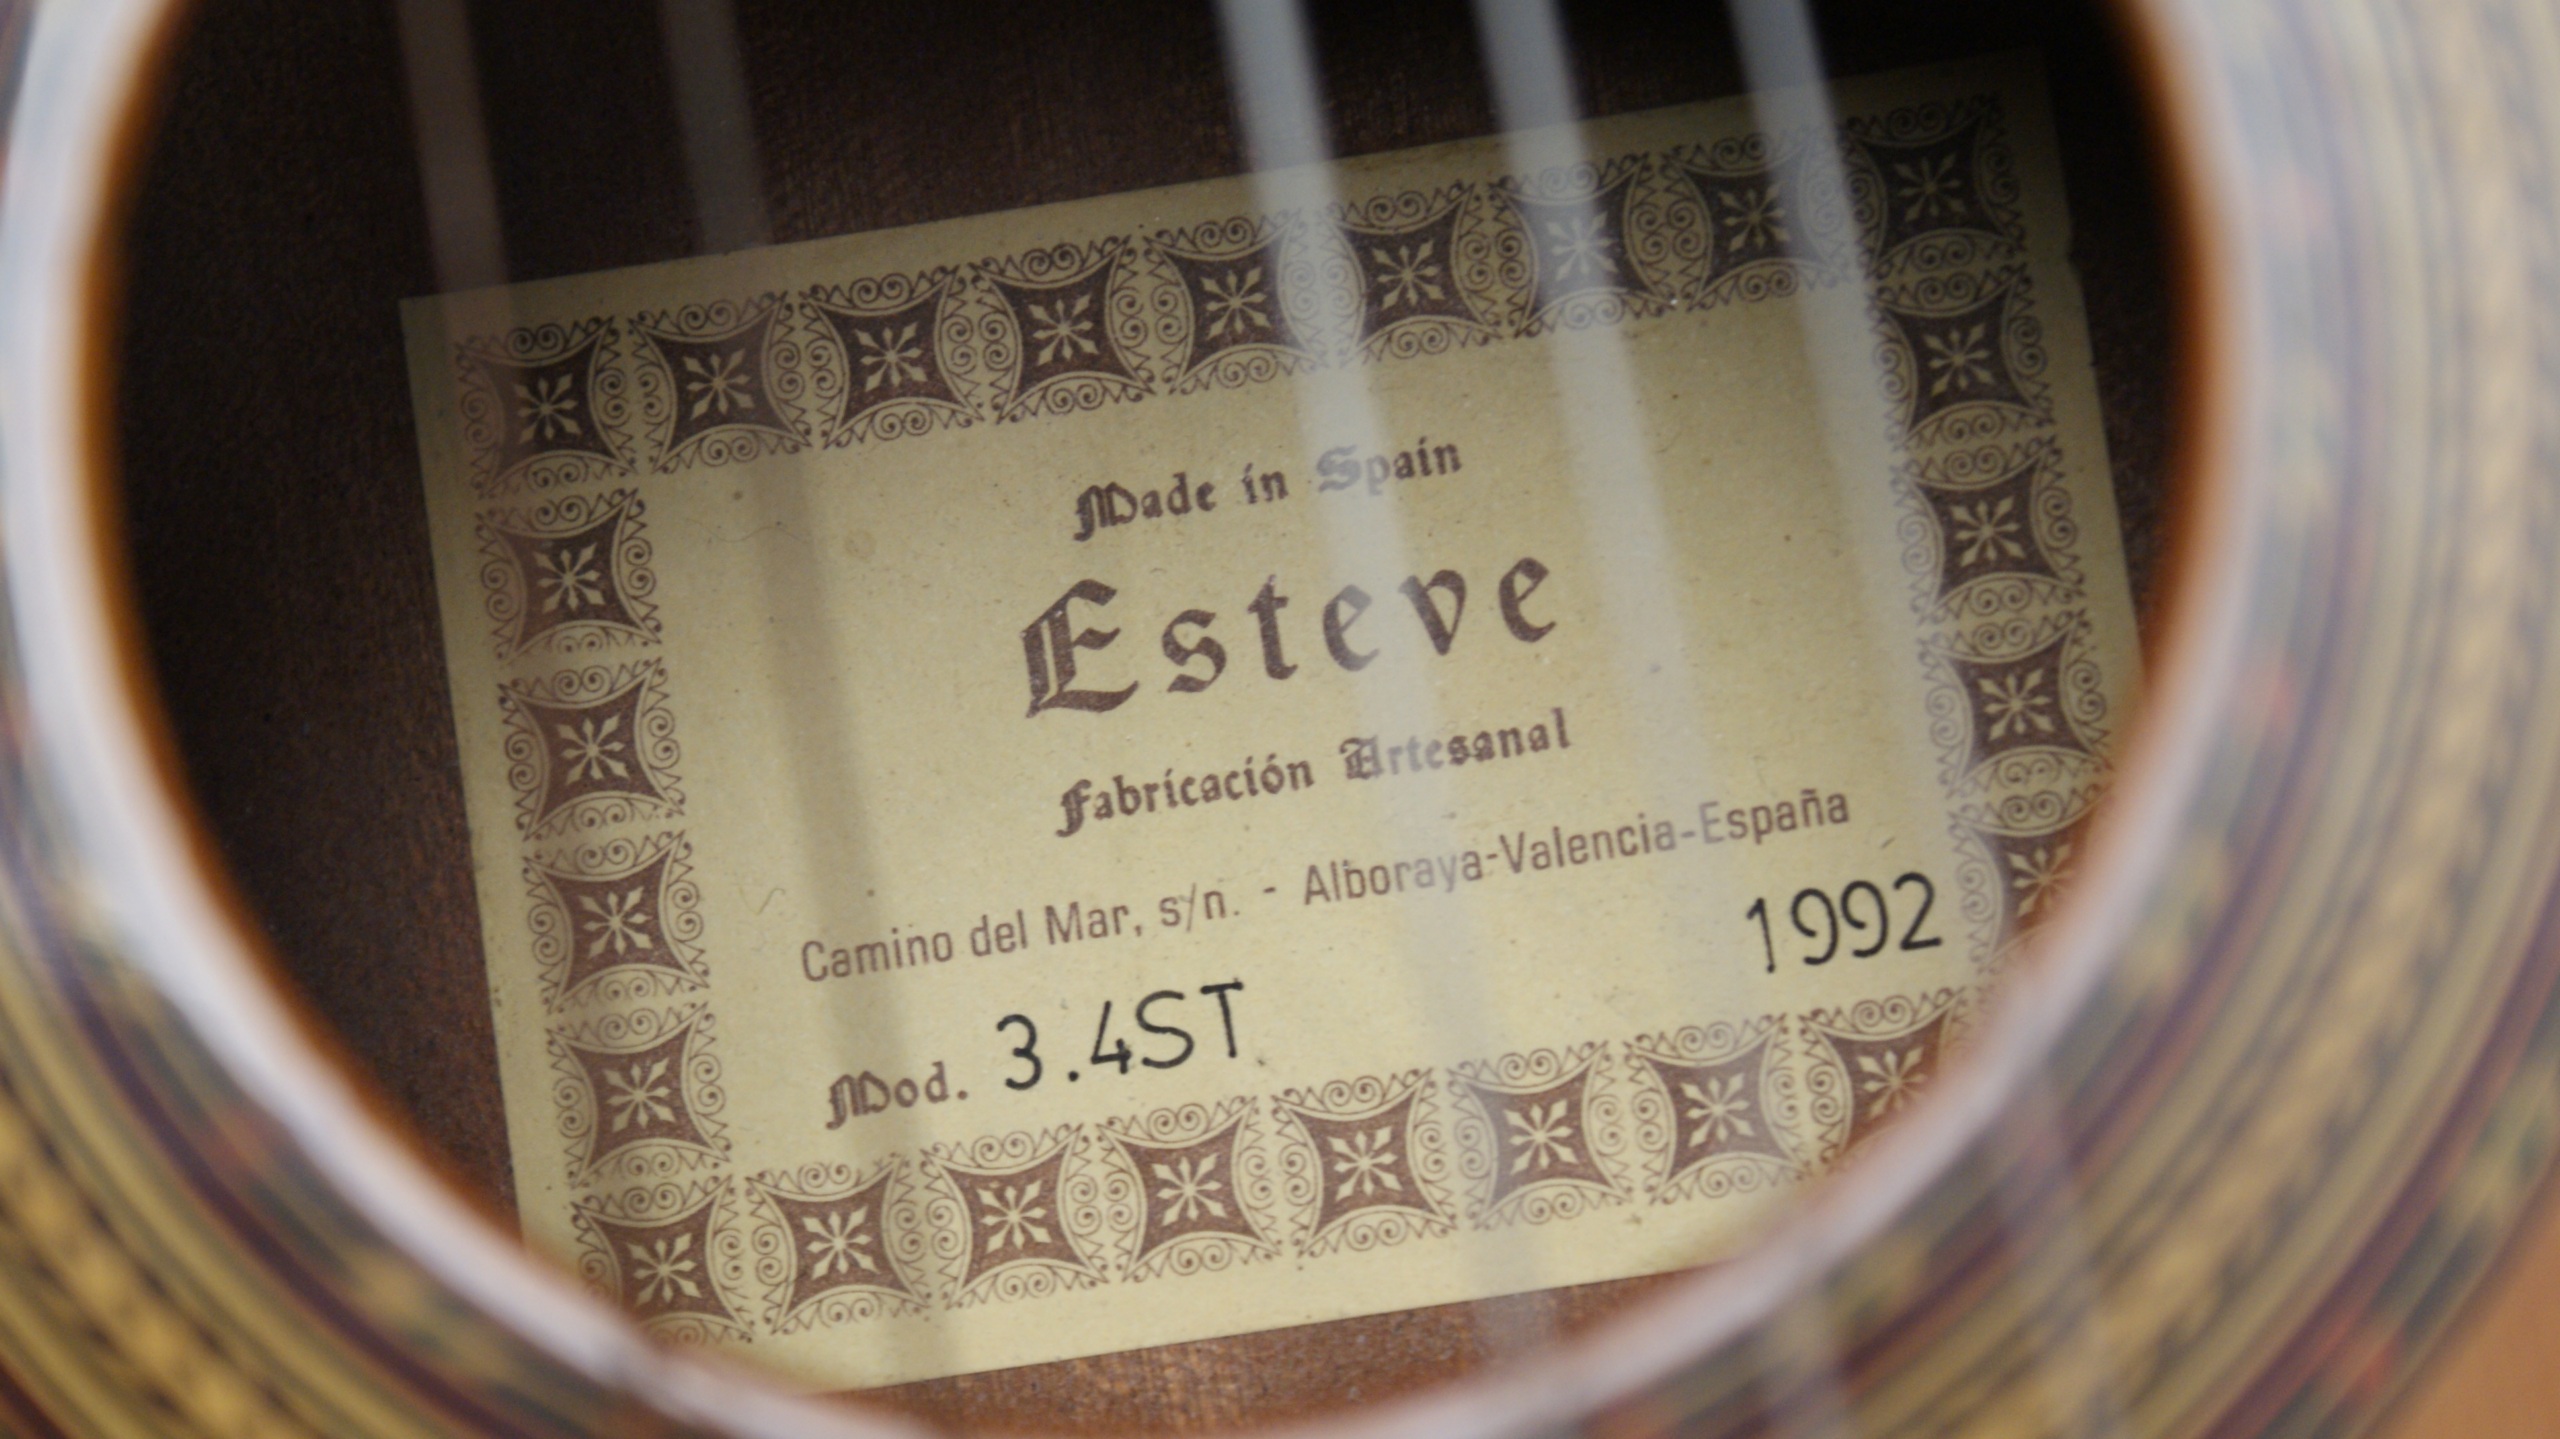 Made in Spain
Esteve
Fabricación Artesanal
Camino del Mar, s/n. - Alboraya-Valencia-España
1992
Mod. 3.4ST